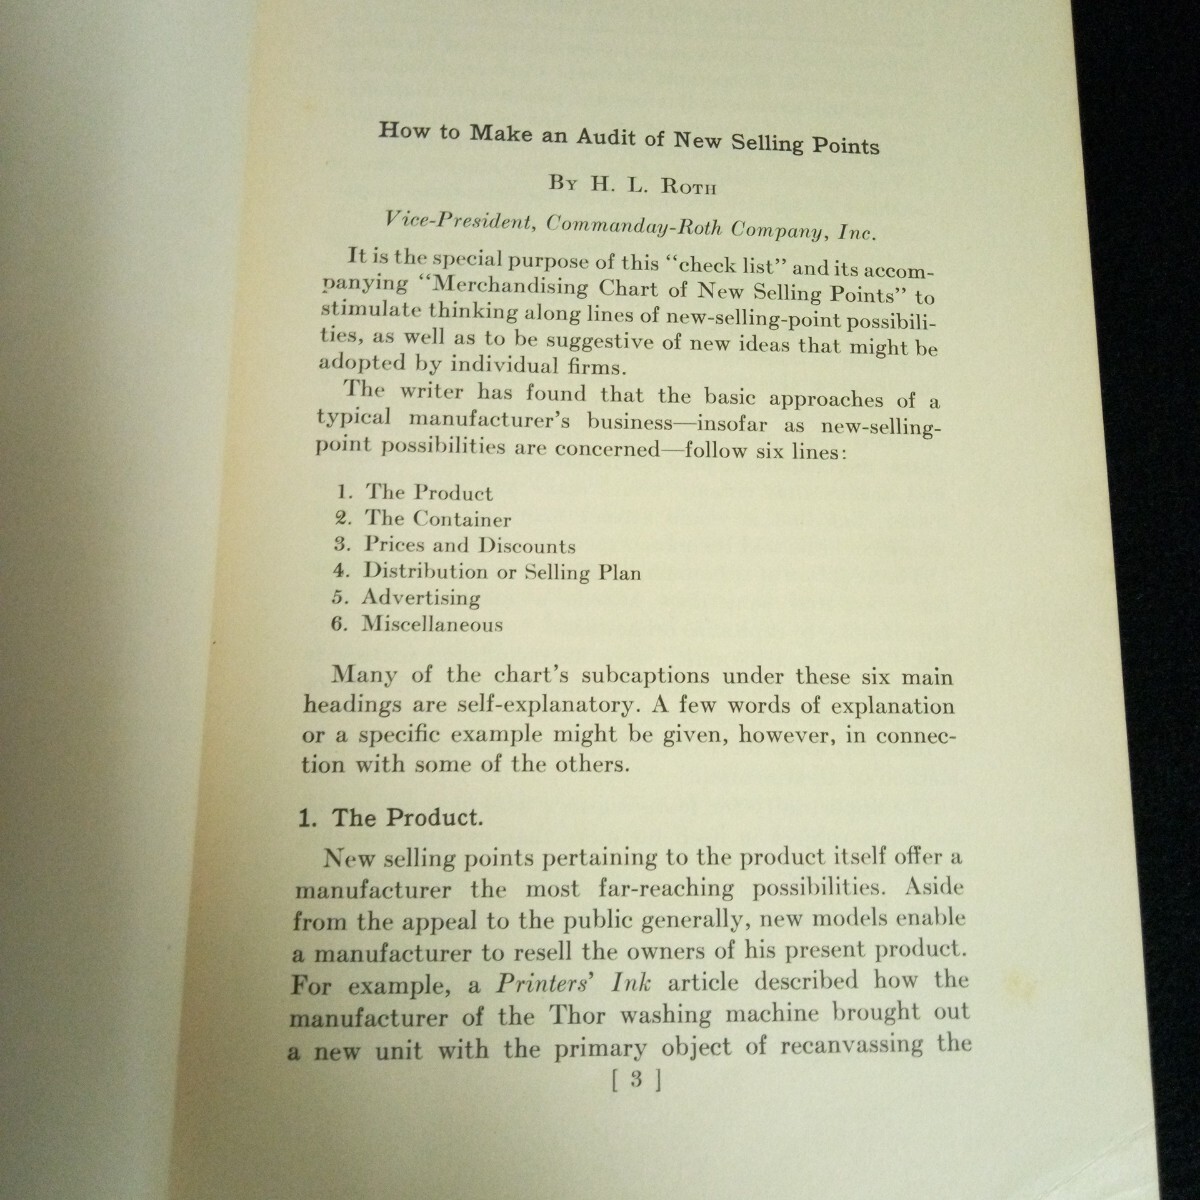 How to Make an Audit of New Selling Points
By H. L. Roth
Vice-President, Commanday-Roth Company, Inc.
It is the special purpose of this “check list” and its accom-
panying “Merchandising Chart of New Selling Points” to
stimulate thinking along lines of new-selling-point possibili-
ties, as well as to be suggestive of new ideas that might be
adopted by individual firms.
The writer has found that the basic approaches of a
typical manufacturer’s business—insofar as new-selling-
point possibilities are concerned—follow six lines:
1. The Product
2. The Container
3. Prices and Discounts
4. Distribution or Selling Plan
5. Advertising
6. Miscellaneous
Many of the chart’s subcaptions under these six main
headings are self-explanatory. A few words of explanation
or a specific example might be given, however, in connec-
tion with some of the others.
1. The Product.
New selling points pertaining to the product itself offer a
manufacturer the most far-reaching possibilities. Aside
from the appeal to the public generally, new models enable
a manufacturer to resell the owners of his present product.
For example, a Printers’ Ink article described how the
manufacturer of the Thor washing machine brought out
a new unit with the primary object of recanvassing the
[ 3 ]